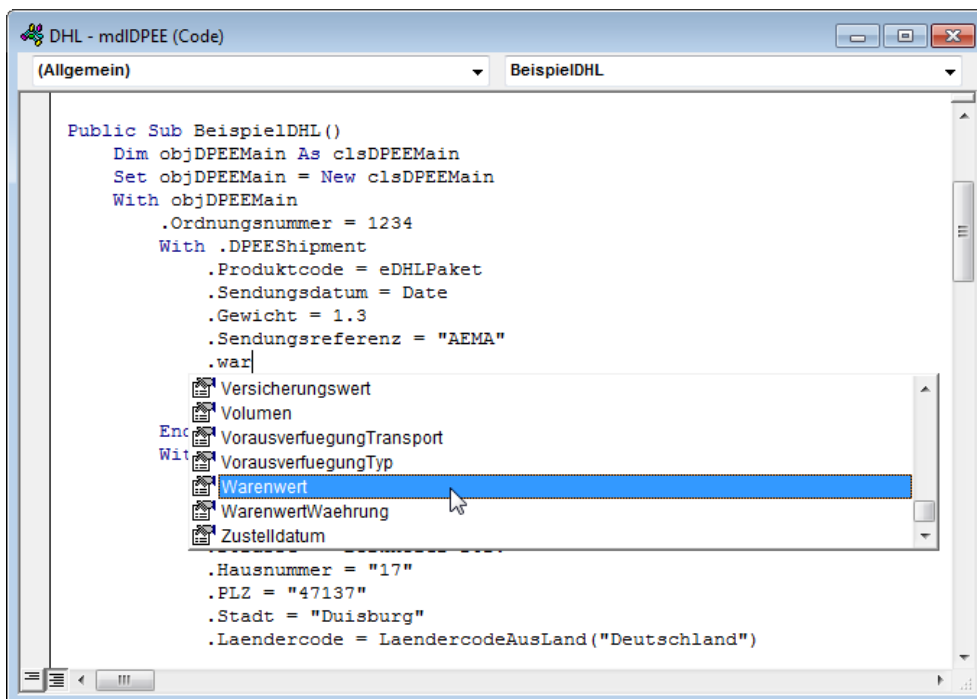 DHL - mdlDPEE (Code)
(Allgemein) BeispielDHL
Public Sub BeispielDHL()
Dim objDPEEMain As clsDPEEMain
Set objDPEEMain = New clsDPEEMain
With objDPEEMain
.Ordnungsnummer = 1234
With .DPEEShipment
.Produktcode = eDHLPaket
.Sendungsdatum = Date
.Gewicht = 1.3
.Sendungsreferenz = "AEMA"
.war
Versicherungswert
Volumen
VorausverfuegungTransport
VorausverfuegungTyp
Warenwert
WarenwertWaehrung
Zustelldatum
.Hausnummer = "17"
.PLZ = "47137"
.Stadt = "Duisburg"
.Laendercode = LaendercodeAusLand("Deutschland")